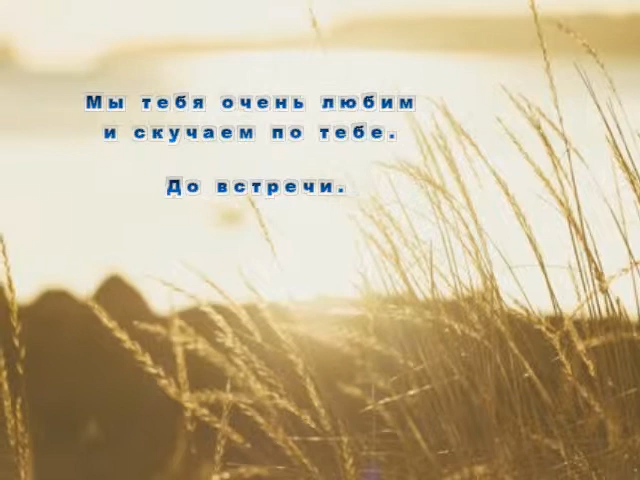 Мы тебя очень любим
и скучаем по тебе.
До встречи.